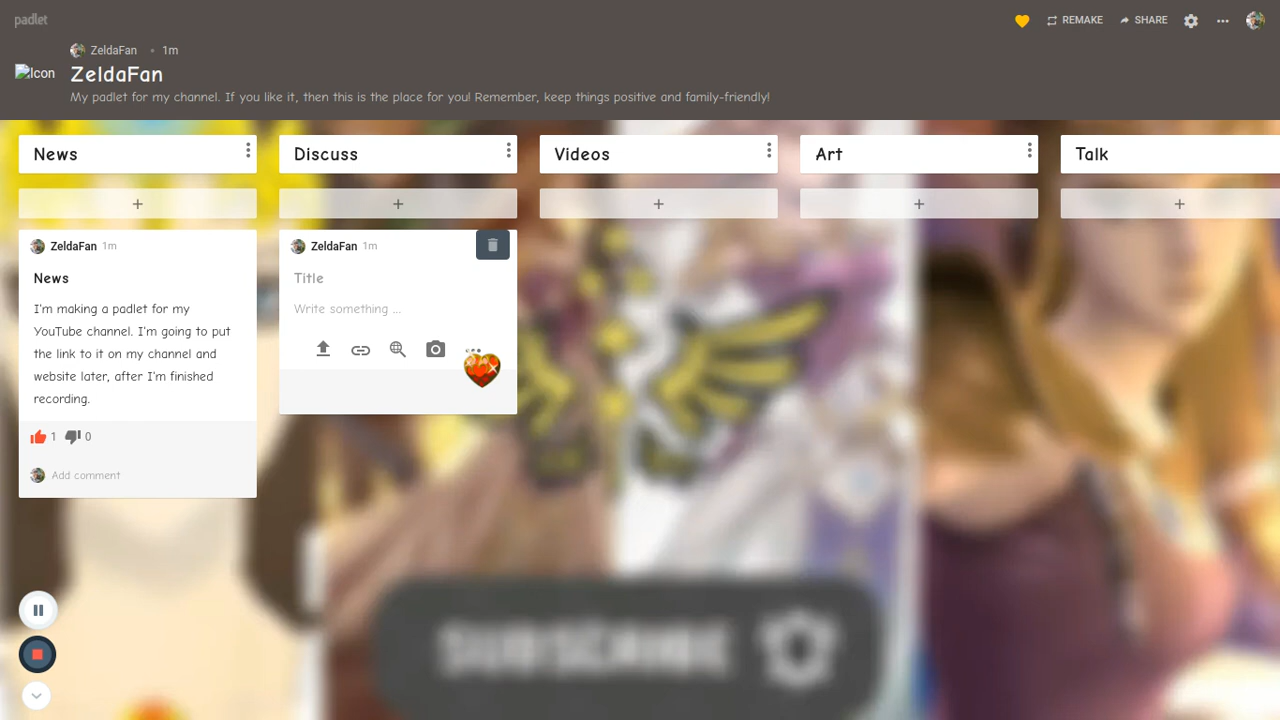 padlet
REMAKE
SHARE
ZeldaFan • 1m
Icon
ZeldaFan
My padlet for my channel. If you like it, then this is the place for you! Remember, keep things positive and family-friendly!
News
Discuss
Videos
Art
Talk
ZeldaFan 1m
News
I'm making a padlet for my
YouTube channel. I'm going to put
the link to it on my channel and
website later, after I'm finished
recording.
1
0
Add comment
ZeldaFan 1m
Title
Write something ...
SUBSCRIBE